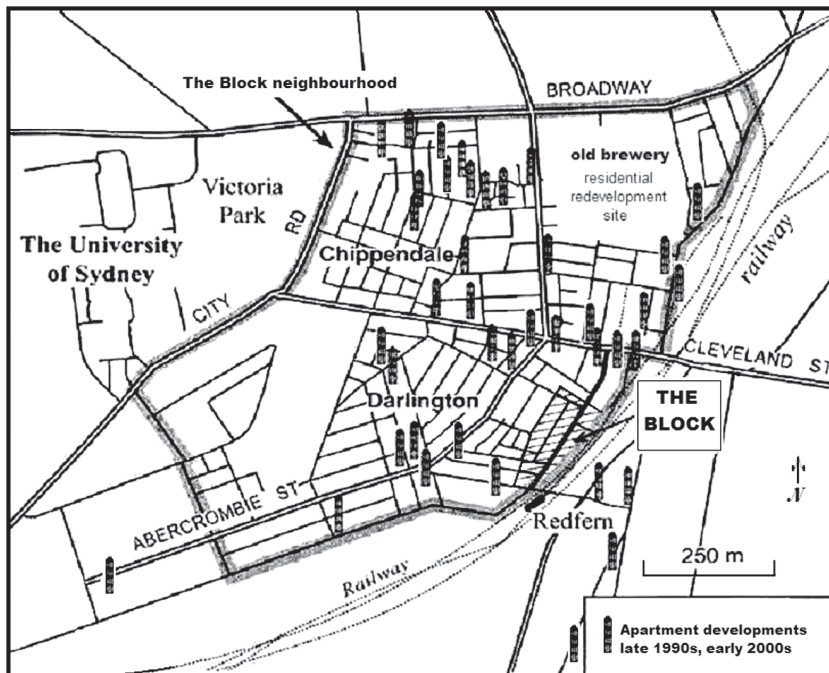 BROADWAY
The Block neighbourhood
old brewery
residential
redevelopment
site
Victoria
Park
RD
railway
The University
of Sydney
Chippendale
CITY
CLEVELAND ST
THE
BLOCK
Darlington
N
ABERCROMBIE ST
Redfern
250 m
Railway
Apartment developments
late 1990s, early 2000s